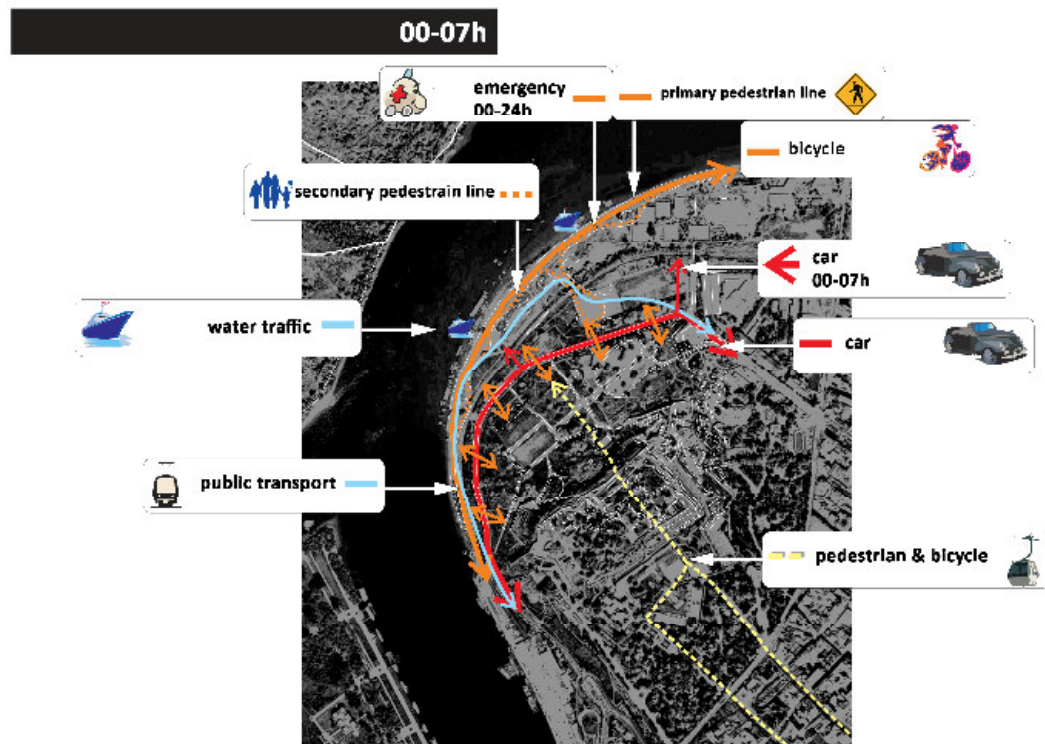 00-07h
emergency
00-24h
primary pedestrian line
bicycle
secondary pedestrain line
car
00-07h
water traffic
car
public transport
pedestrian & bicycle